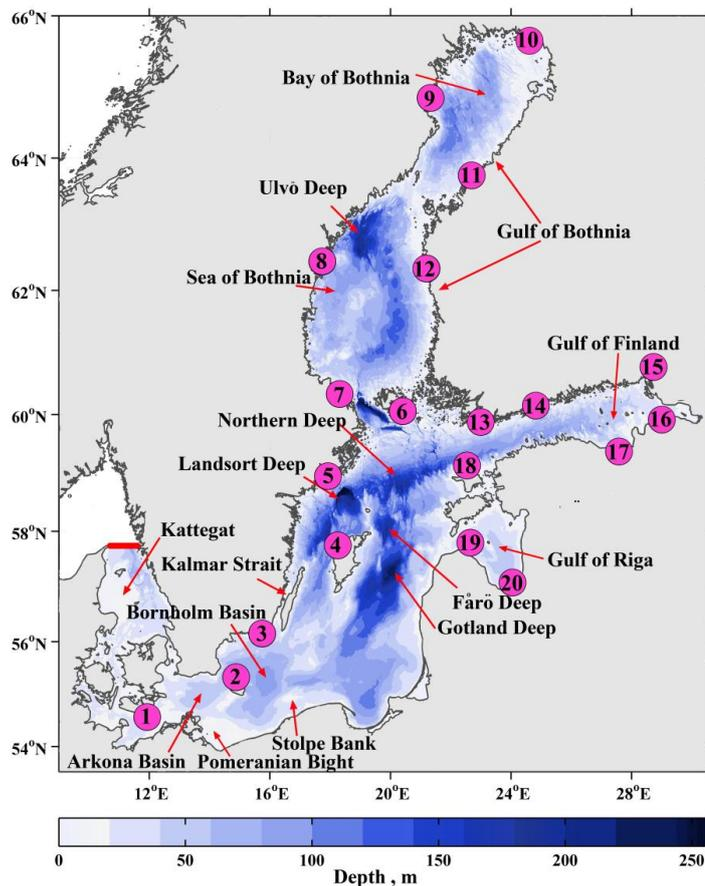 66°N
10
Bay of Bothnia
9
64°N
11
Ulvö Deep
Gulf of Bothnia
8
12
Sea of Bothnia
62°N
Gulf of Finland
15
7
6
14
60°N
13
16
Northern Deep
17
Landsort Deep
18
5
58°N
Kattegat
4
19
Kalmar Strait
Gulf of Riga
20
Fårö Deep
Bornholm Basin
Gotland Deep
3
56°N
2
1
Stolpe Bank
54°N
Arkona Basin
Pomeranian Bight
12°E 16°E 20°E 24°E 28°E
0 50 100 150 200 250
Depth , m